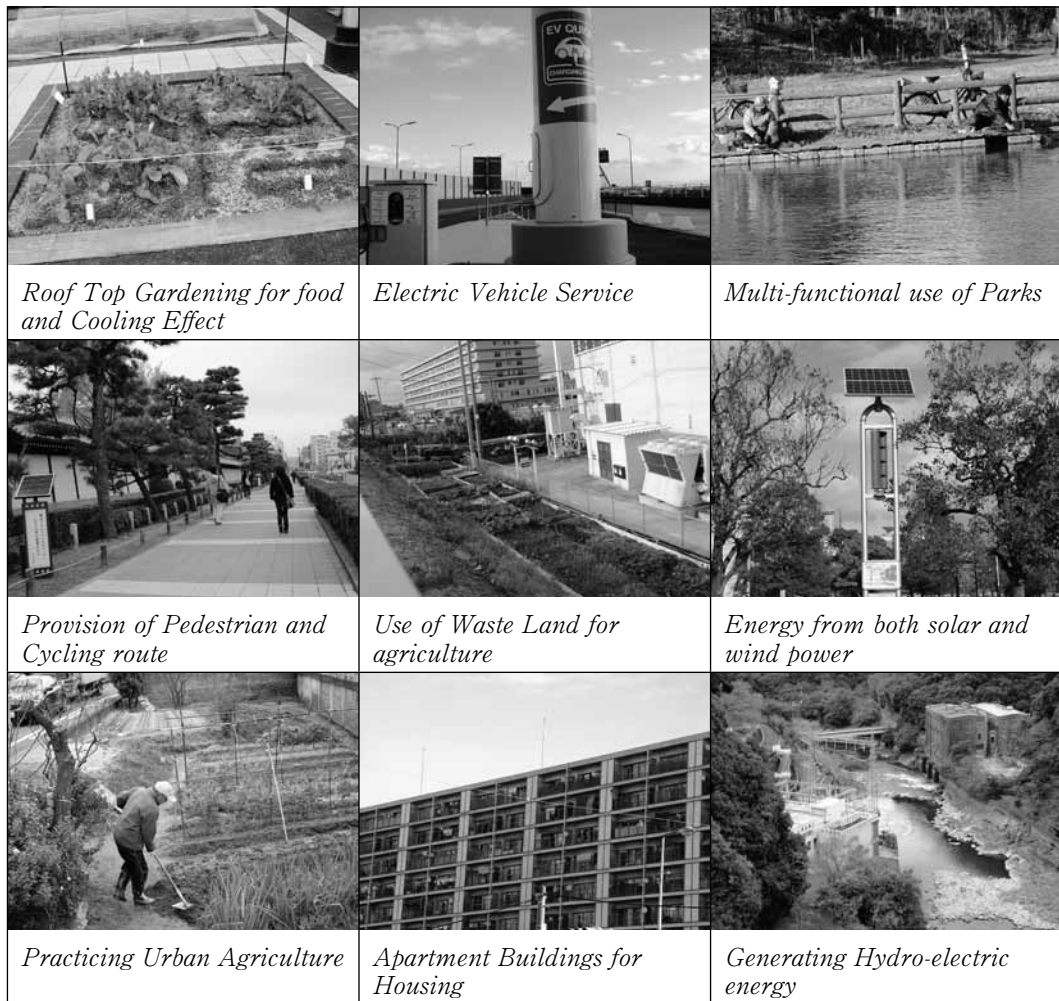 EV QUICK
Roof Top Gardening for food
and Cooling Effect
Electric Vehicle Service
Multi-functional use of Parks
Provision of Pedestrian and
Cycling route
Use of Waste Land for
agriculture
Energy from both solar and
wind power
Practicing Urban Agriculture
Apartment Buildings for
Housing
Generating Hydro-electric
energy